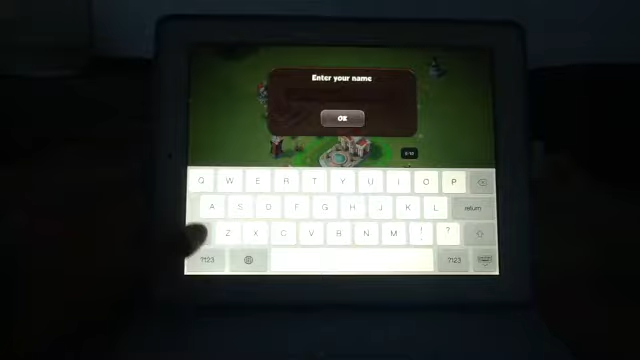 Enter your name
OK
Q W E R T Y U I O P
A S D F G H J K L return
Z X C V B N M ! ?
.?123 .?123